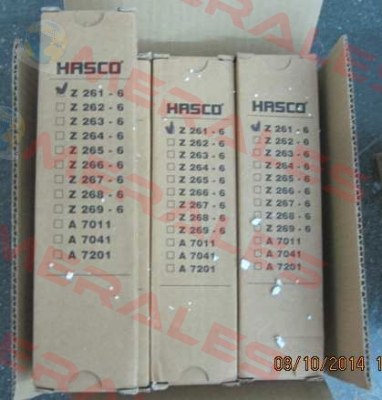 HASCO
Z 261 - 6
Z 262 - 6
Z 263 - 6
Z 264 - 6
Z 265 - 6
Z 266 - 6
Z 267 - 6
Z 268 - 6
Z 269 - 6
A 7011
A 7041
A 7201
HASCO
Z 261 - 6
Z 262 - 6
Z 263 - 6
Z 264 - 6
Z 265 - 6
Z 266 - 6
Z 267 - 6
Z 268 - 6
Z 269 - 6
A 7011
A 7041
A 7201
HASCO
Z 261 - 6
Z 262 - 6
Z 263 - 6
Z 264 - 6
Z 265 - 6
Z 266 - 6
Z 267 - 6
Z 268 - 6
Z 269 - 6
A 7011
A 7041
A 7201
MERALES
08/10/2014 1